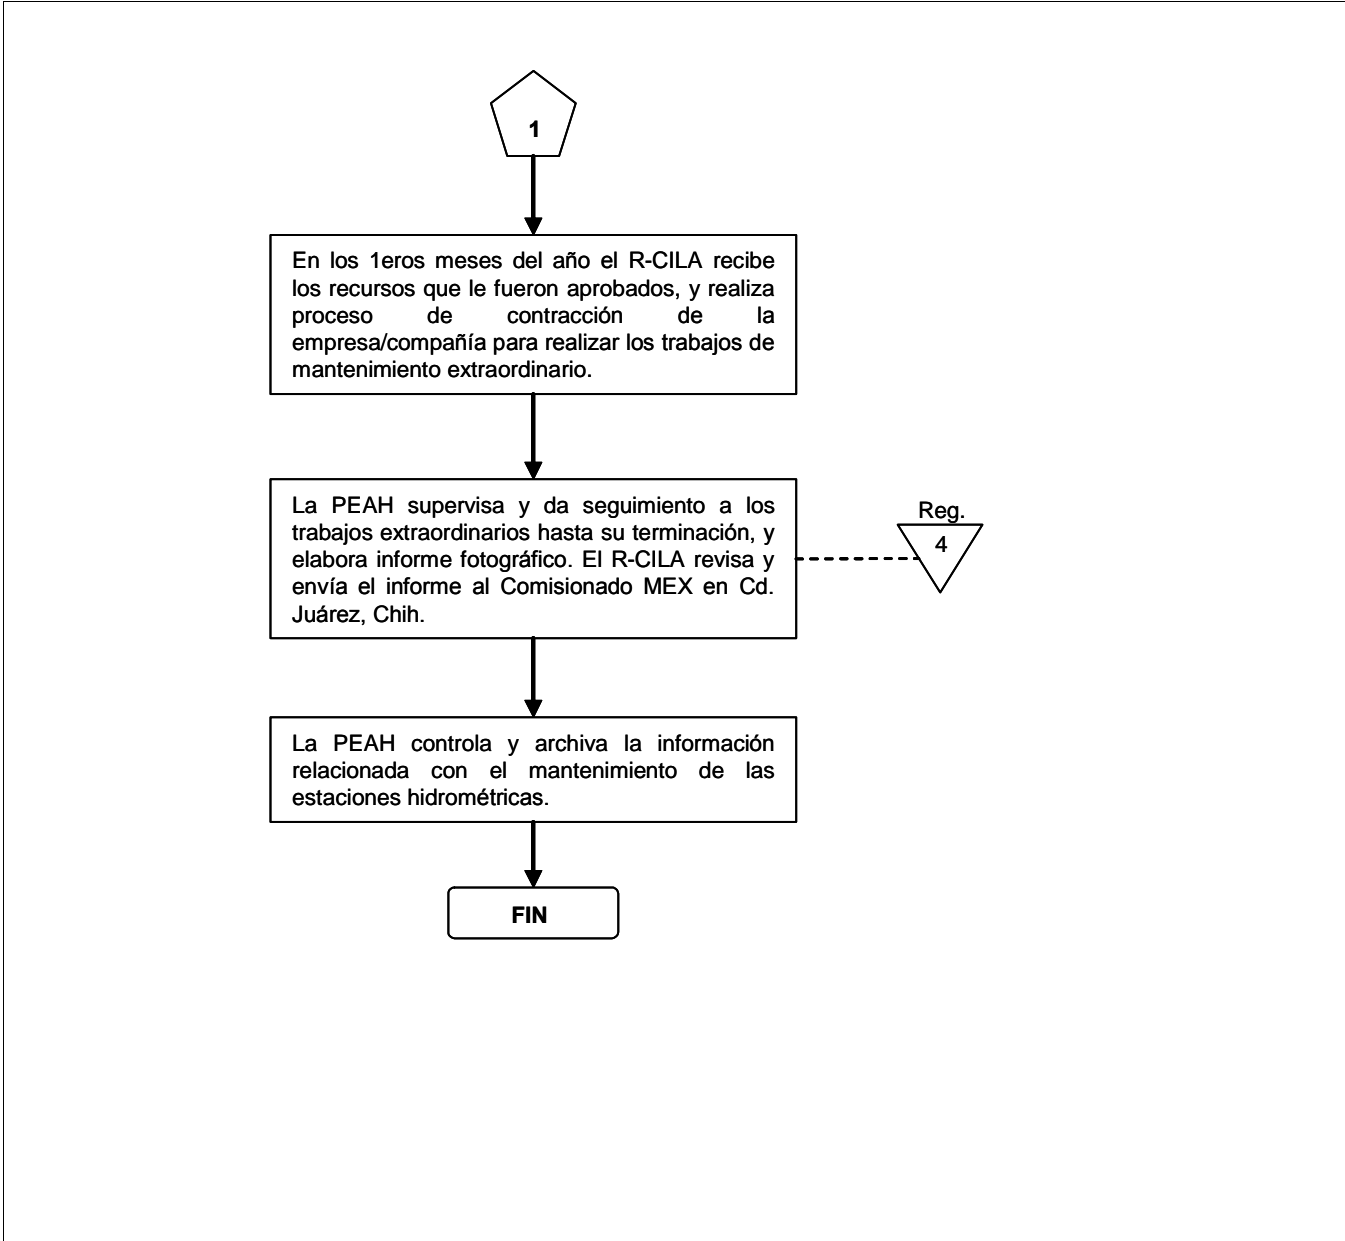 1
En los 1eros meses del año el R-CILA recibe
los recursos que le fueron aprobados, y realiza
proceso de contracción de la
empresa/compañía para realizar los trabajos de
mantenimiento extraordinario.
La PEAH supervisa y da seguimiento a los
trabajos extraordinarios hasta su terminación, y
elabora informe fotográfico. El R-CILA revisa y
envía el informe al Comisionado MEX en Cd.
Juárez, Chih.
Reg.
4
La PEAH controla y archiva la información
relacionada con el mantenimiento de las
estaciones hidrométricas.
FIN